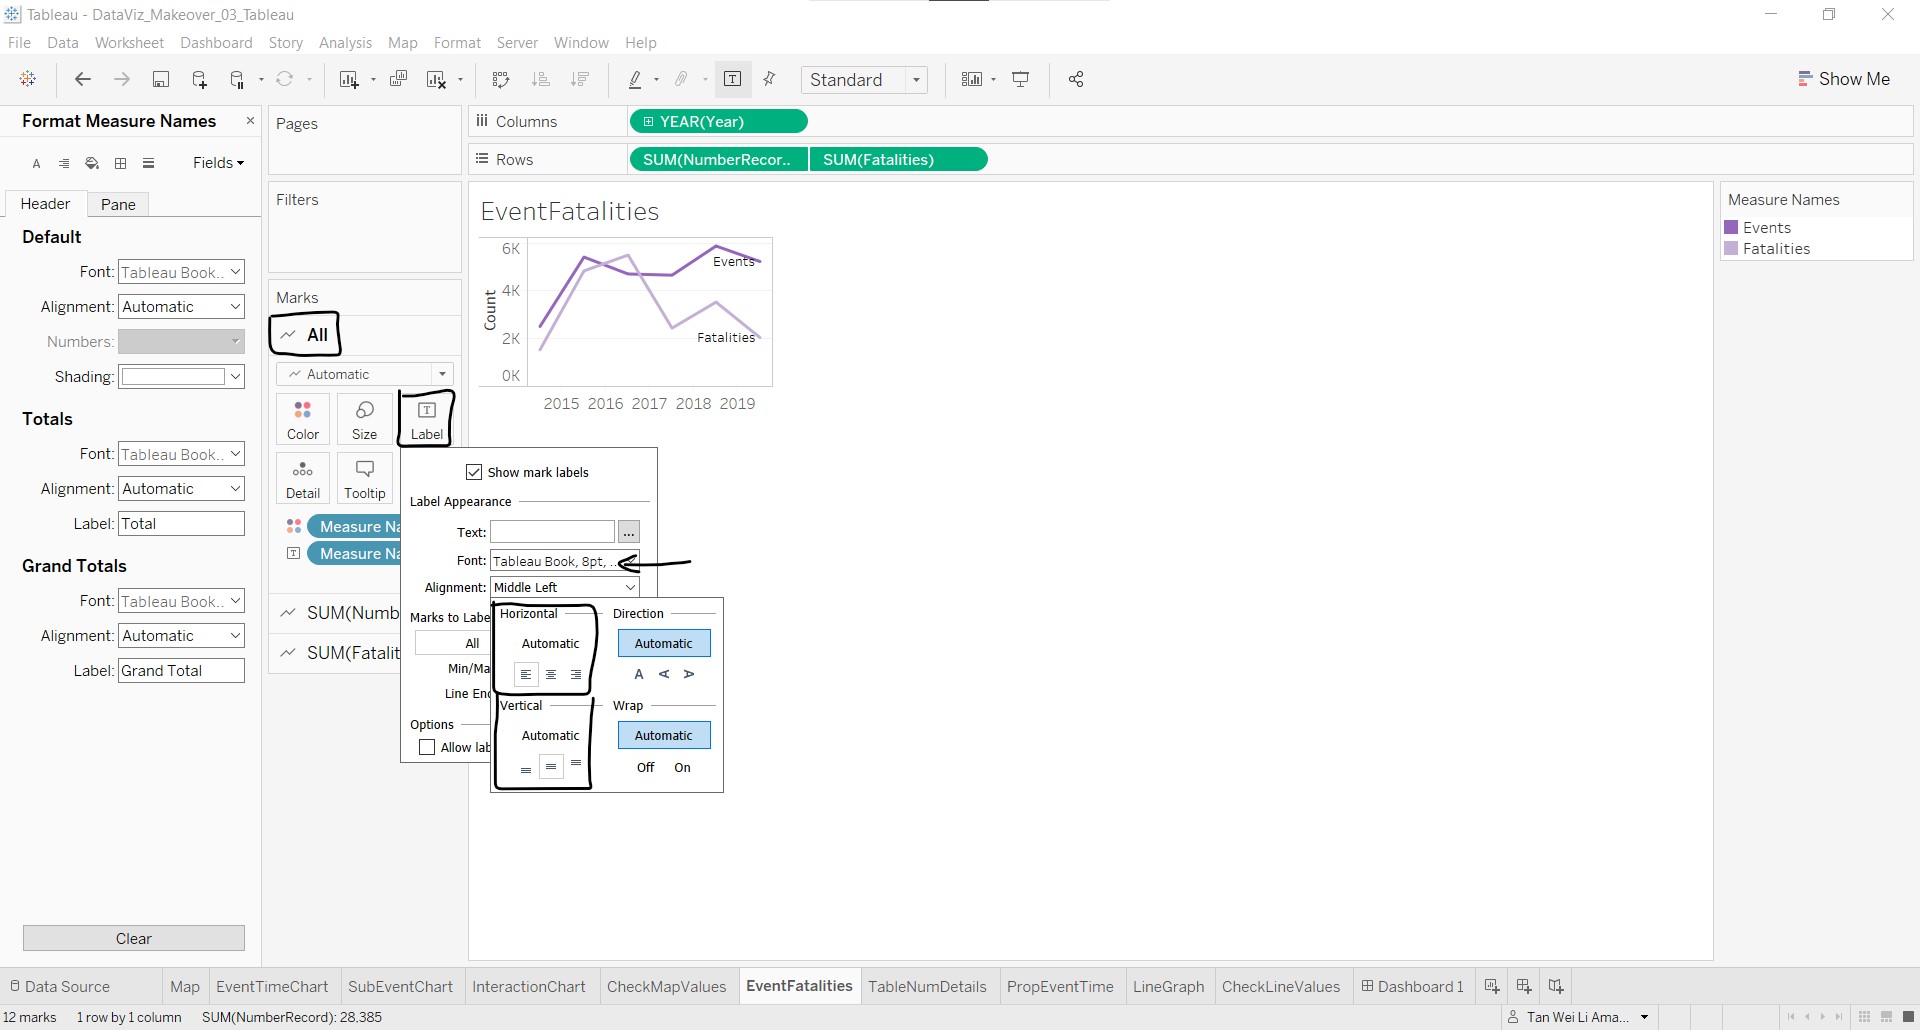 Tableau - DataViz_Makeover_03_Tableau
File Data Worksheet Dashboard Story Analysis Map Format Server Window Help
Standard
Show Me
Format Measure Names
Fields
Header Pane
Default
Font: Tableau Book..
Alignment: Automatic
Numbers:
Shading:
Totals
Font: Tableau Book..
Alignment: Automatic
Label: Total
Grand Totals
Font: Tableau Book..
Alignment: Automatic
Label: Grand Total
Clear
Pages
Filters
Marks
All
Automatic
Color Size Label
Detail Tooltip
Measure Na
Measure Na
SUM(Numb
SUM(Fatalit
Show mark labels
Label Appearance
Text: ...
Font: Tableau Book, 8pt, ..
Alignment: Middle Left
Marks to Labe
All
Min/Ma
Line End
Options
Allow lab
Horizontal Direction
Automatic Automatic
A A A
Vertical Wrap
Automatic Automatic
Off On
Columns YEAR(Year)
Rows SUM(NumberRecor.. SUM(Fatalities)
EventFatalities
6K
4K
2K
0K
Count
Events
Fatalities
2015 2016 2017 2018 2019
Measure Names
Events
Fatalities
Data Source Map EventTimeChart SubEventChart InteractionChart CheckMapValues EventFatalities TableNumDetails PropEventTime LineGraph CheckLineValues Dashboard 1
12 marks 1 row by 1 column SUM(NumberRecord): 28,385
Tan Wei Li Ama...